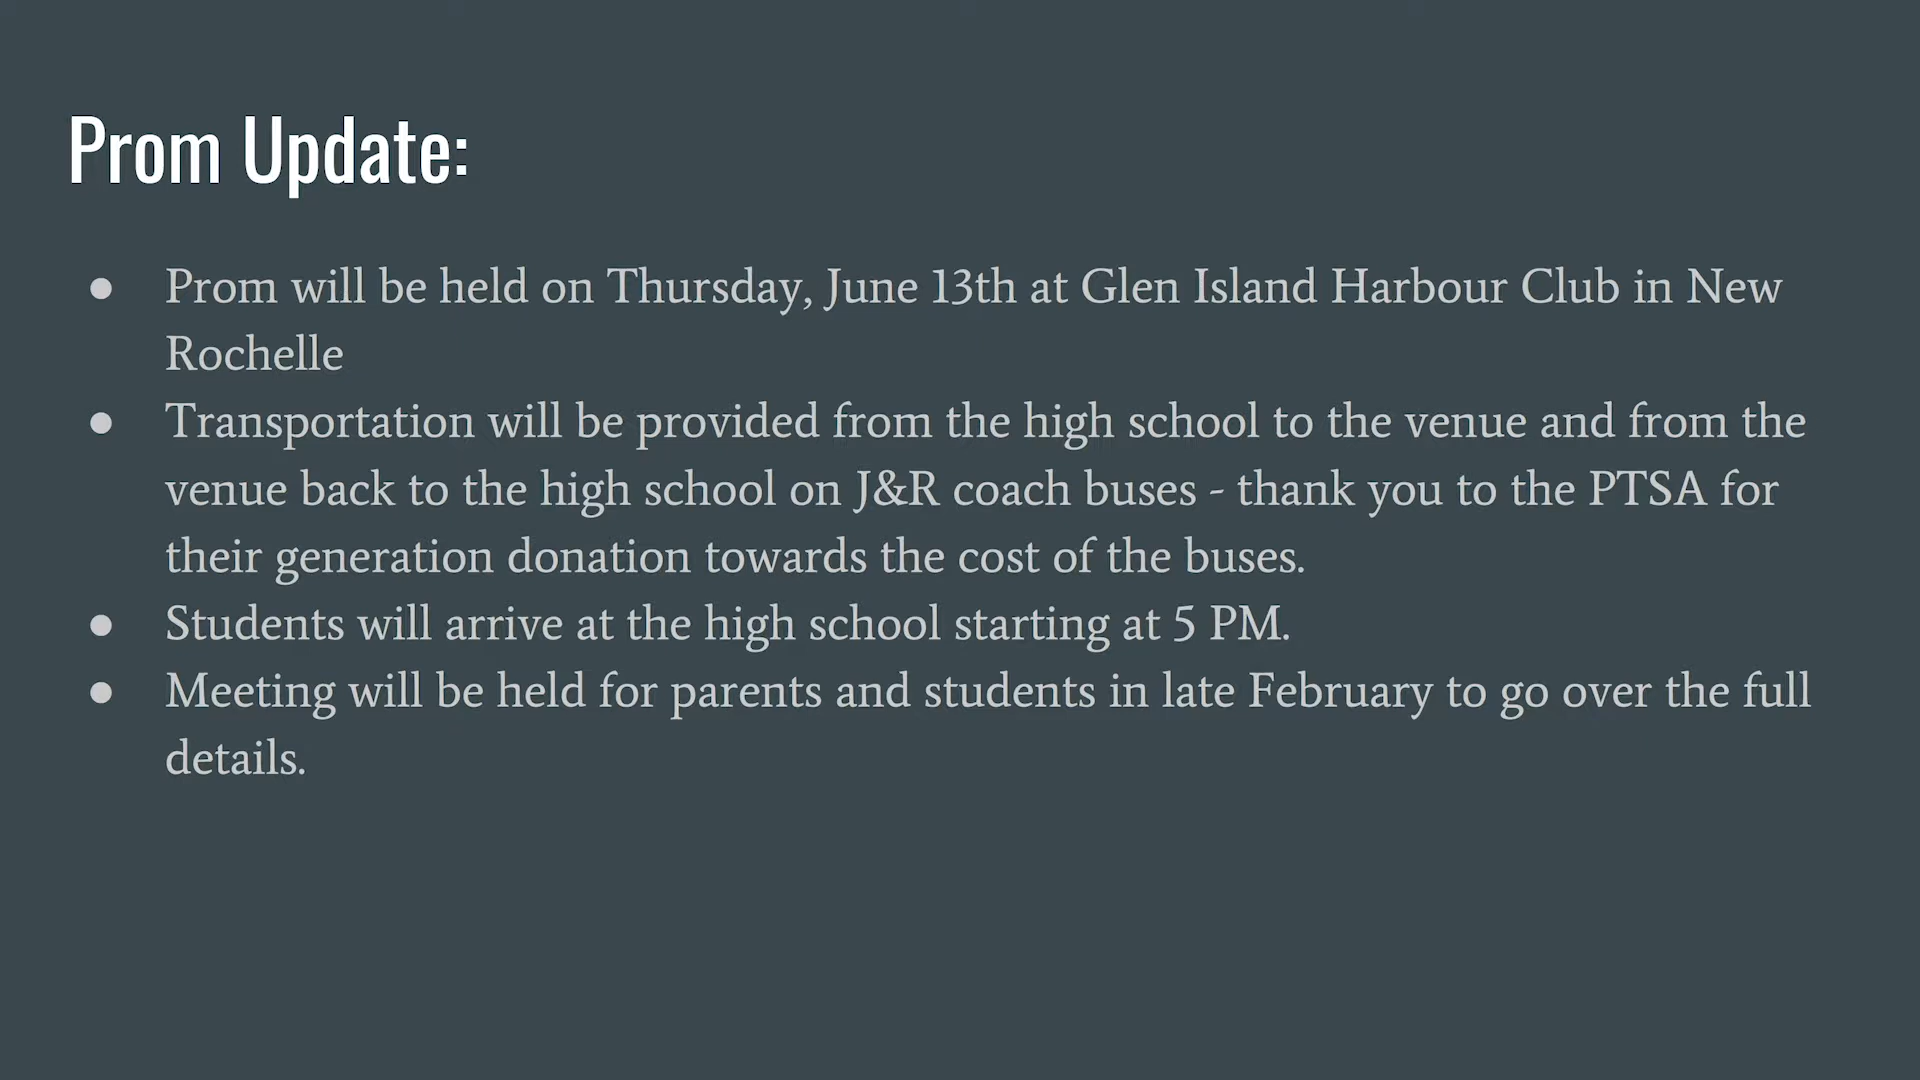 Prom Update:
● Prom will be held on Thursday, June 13th at Glen Island Harbour Club in New
Rochelle
● Transportation will be provided from the high school to the venue and from the
venue back to the high school on J&R coach buses - thank you to the PTSA for
their generation donation towards the cost of the buses.
● Students will arrive at the high school starting at 5 PM.
● Meeting will be held for parents and students in late February to go over the full
details.